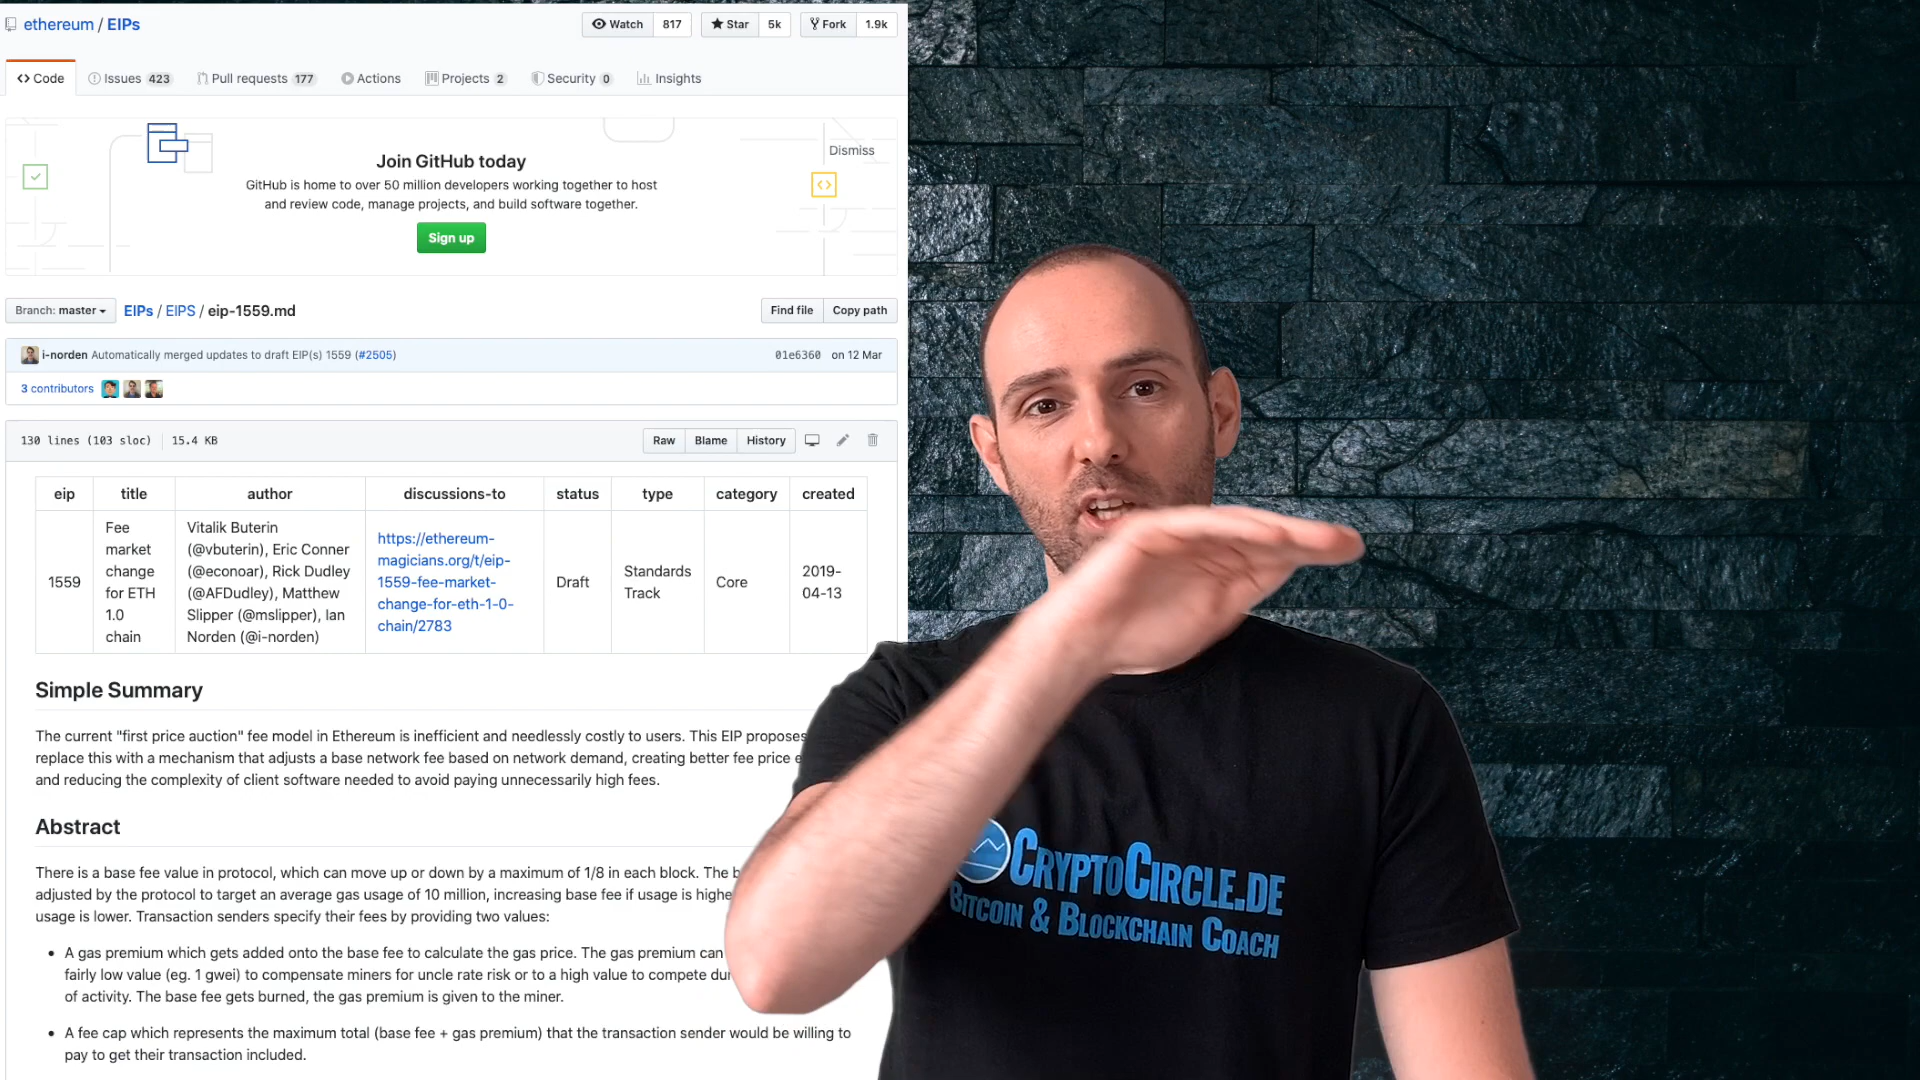 ethereum / EIPs
Watch 817 Star 5k Fork 1.9k
Code Issues 423 Pull requests 177 Actions Projects 2 Security 0 Insights
Dismiss
Join GitHub today
GitHub is home to over 50 million developers working together to host
and review code, manage projects, and build software together.
Sign up
Branch: master EIPs / EIPS / eip-1559.md Find file Copy path
i-norden Automatically merged updates to draft EIP(s) 1559 (#2505) 01e6360 on 12 Mar
3 contributors
130 lines (103 sloc) 15.4 KB Raw Blame History
eip title author discussions-to status type category created
1559
Fee
market
change
for ETH
1.0
chain
Vitalik Buterin
(@vbuterin), Eric Conner
(@econoar), Rick Dudley
(@AFDudley), Matthew
Slipper (@mslipper), Ian
Norden (@i-norden)
https://ethereum-
magicians.org/t/eip-
1559-fee-market-
change-for-eth-1-0-
chain/2783
Draft
Standards
Track
Core
2019-
04-13
Simple Summary
The current "first price auction" fee model in Ethereum is inefficient and needlessly costly to users. This EIP proposes
replace this with a mechanism that adjusts a base network fee based on network demand, creating better fee price
and reducing the complexity of client software needed to avoid paying unnecessarily high fees.
Abstract
There is a base fee value in protocol, which can move up or down by a maximum of 1/8 in each block. The
adjusted by the protocol to target an average gas usage of 10 million, increasing base fee if usage is
usage is lower. Transaction senders specify their fees by providing two values:
• A gas premium which gets added onto the base fee to calculate the gas price. The gas premium can
fairly low value (eg. 1 gwei) to compensate miners for uncle rate risk or to a high value to compete
of activity. The base fee gets burned, the gas premium is given to the miner.
• A fee cap which represents the maximum total (base fee + gas premium) that the transaction sender would be willing to
pay to get their transaction included.
CRYPTOCIRCLE.DE
BITCOIN & BLOCKCHAIN COACH